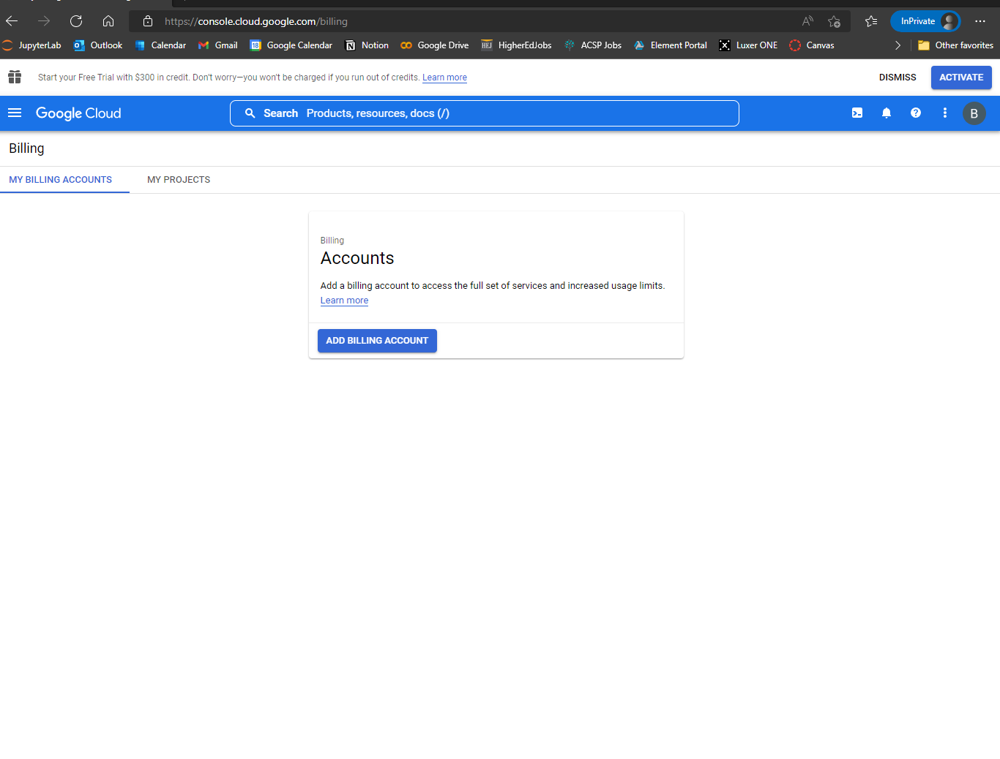 https://console.cloud.google.com/billing
InPrivate
JupyterLab Outlook Calendar Gmail 18 Google Calendar N Notion Google Drive HEJ HigherEdJobs ACSP Jobs Element Portal X Luxer ONE Canvas Other favorites
Start your Free Trial with $300 in credit. Don't worry—you won't be charged if you run out of credits. Learn more
DISMISS
ACTIVATE
Google Cloud
Search Products, resources, docs (/)
B
Billing
MY BILLING ACCOUNTS
MY PROJECTS
Billing
Accounts
Add a billing account to access the full set of services and increased usage limits.
Learn more
ADD BILLING ACCOUNT